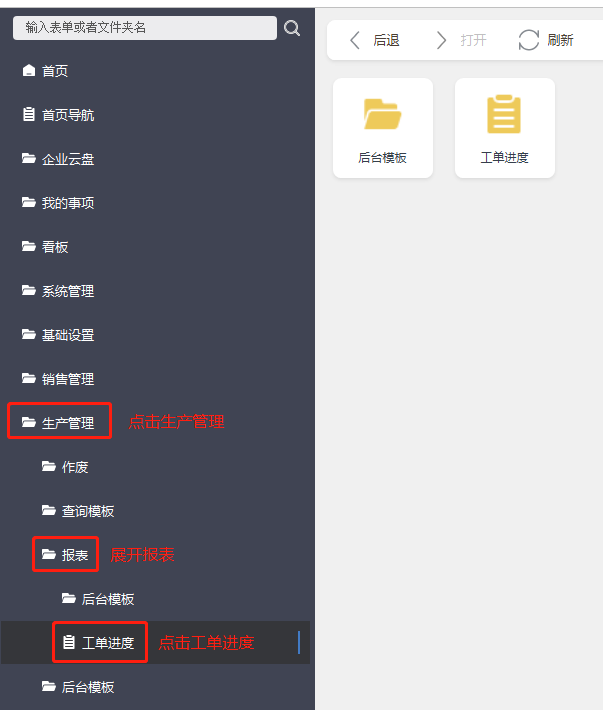 输入表单或者文件夹名
首页
首页导航
企业云盘
我的事项
看板
系统管理
基础设置
销售管理
生产管理 点击生产管理
作废
查询模板
报表 展开报表
后台模板
工单进度 点击工单进度
后台模板
后退 打开 刷新
后台模板 工单进度